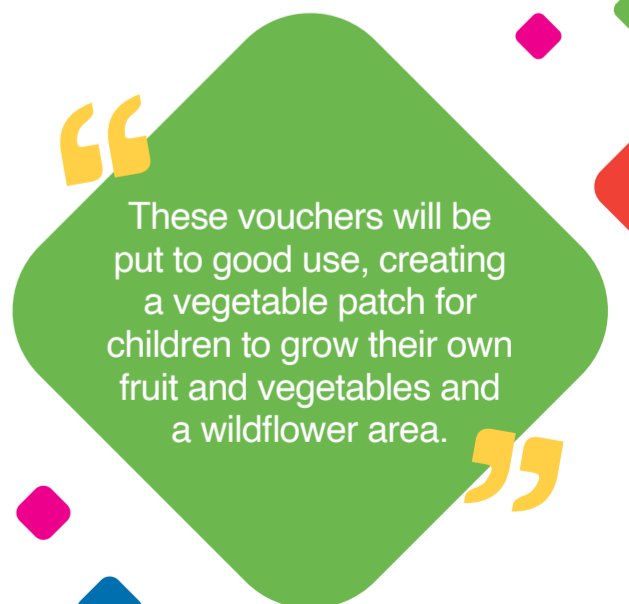 “
These vouchers will be
put to good use, creating
a vegetable patch for
children to grow their own
fruit and vegetables and
a wildflower area.
”